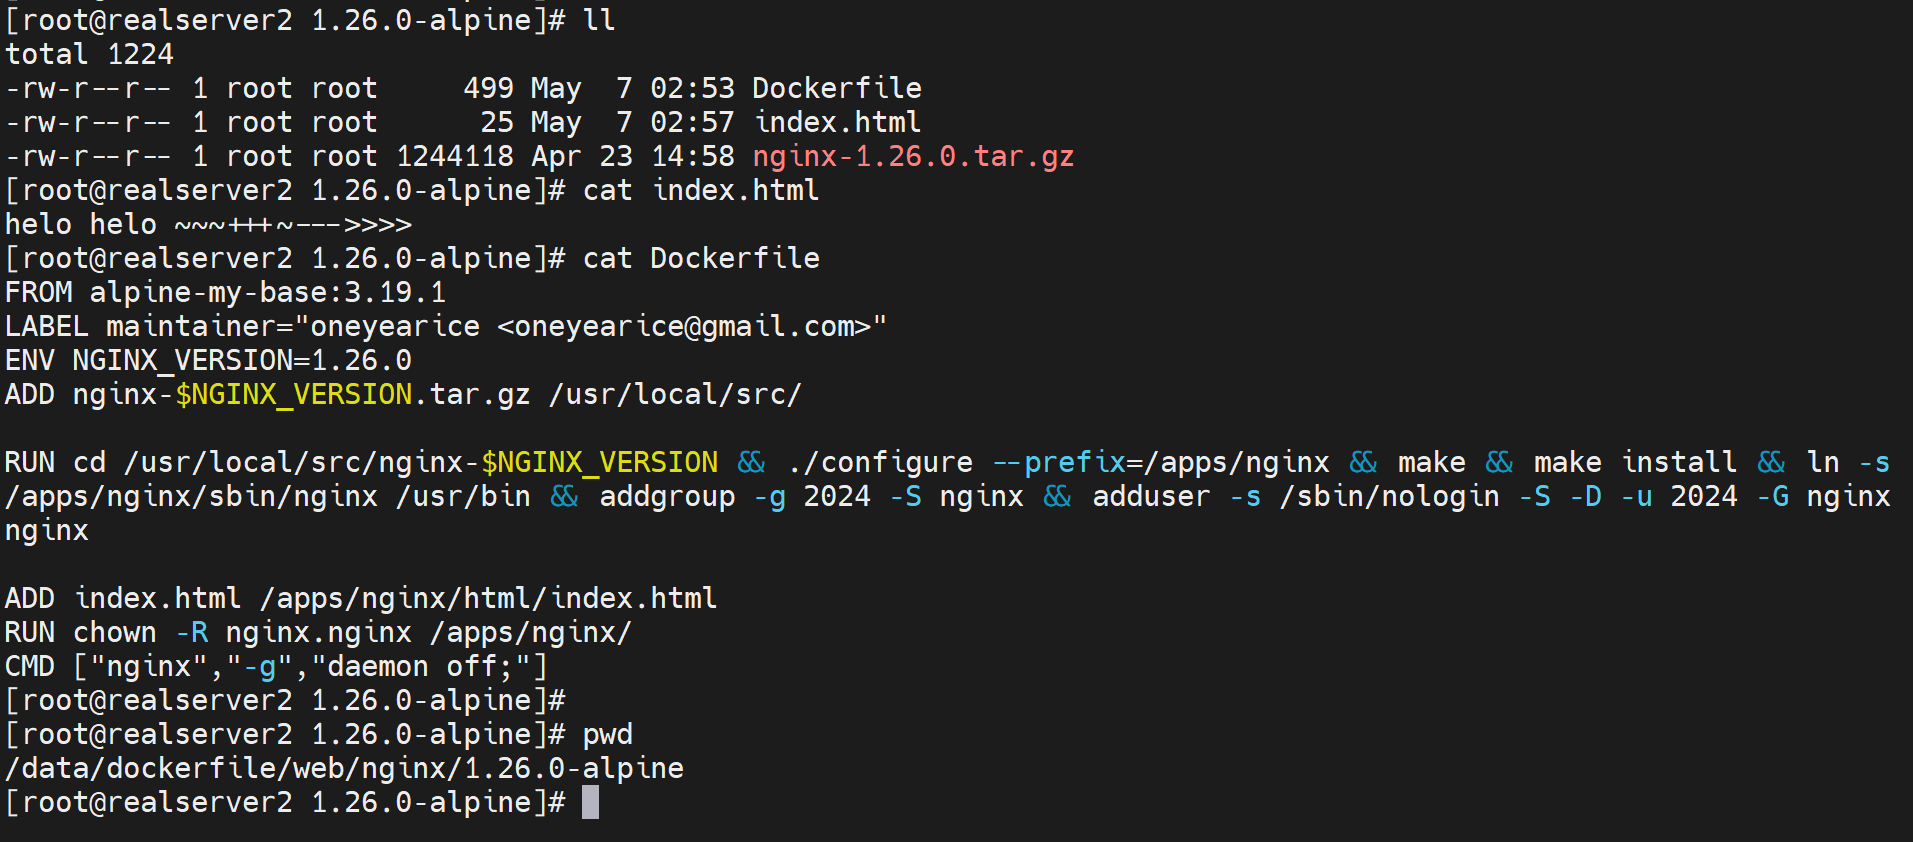 [root@realserver2 1.26.0-alpine]# ll
total 1224
-rw-r--r-- 1 root root     499 May  7 02:53 Dockerfile
-rw-r--r-- 1 root root      25 May  7 02:57 index.html
-rw-r--r-- 1 root root 1244118 Apr 23 14:58 nginx-1.26.0.tar.gz
[root@realserver2 1.26.0-alpine]# cat index.html
helo helo ~~~+++~--->>>>
[root@realserver2 1.26.0-alpine]# cat Dockerfile
FROM alpine-my-base:3.19.1
LABEL maintainer="oneyearice <oneyearice@gmail.com>"
ENV NGINX_VERSION=1.26.0
ADD nginx-$NGINX_VERSION.tar.gz /usr/local/src/
RUN cd /usr/local/src/nginx-$NGINX_VERSION && ./configure --prefix=/apps/nginx && make && make install && ln -s
/apps/nginx/sbin/nginx /usr/bin && addgroup -g 2024 -S nginx && adduser -s /sbin/nologin -S -D -u 2024 -G nginx
nginx
ADD index.html /apps/nginx/html/index.html
RUN chown -R nginx.nginx /apps/nginx/
CMD ["nginx","-g","daemon off;"]
[root@realserver2 1.26.0-alpine]#
[root@realserver2 1.26.0-alpine]# pwd
/data/dockerfile/web/nginx/1.26.0-alpine
[root@realserver2 1.26.0-alpine]#